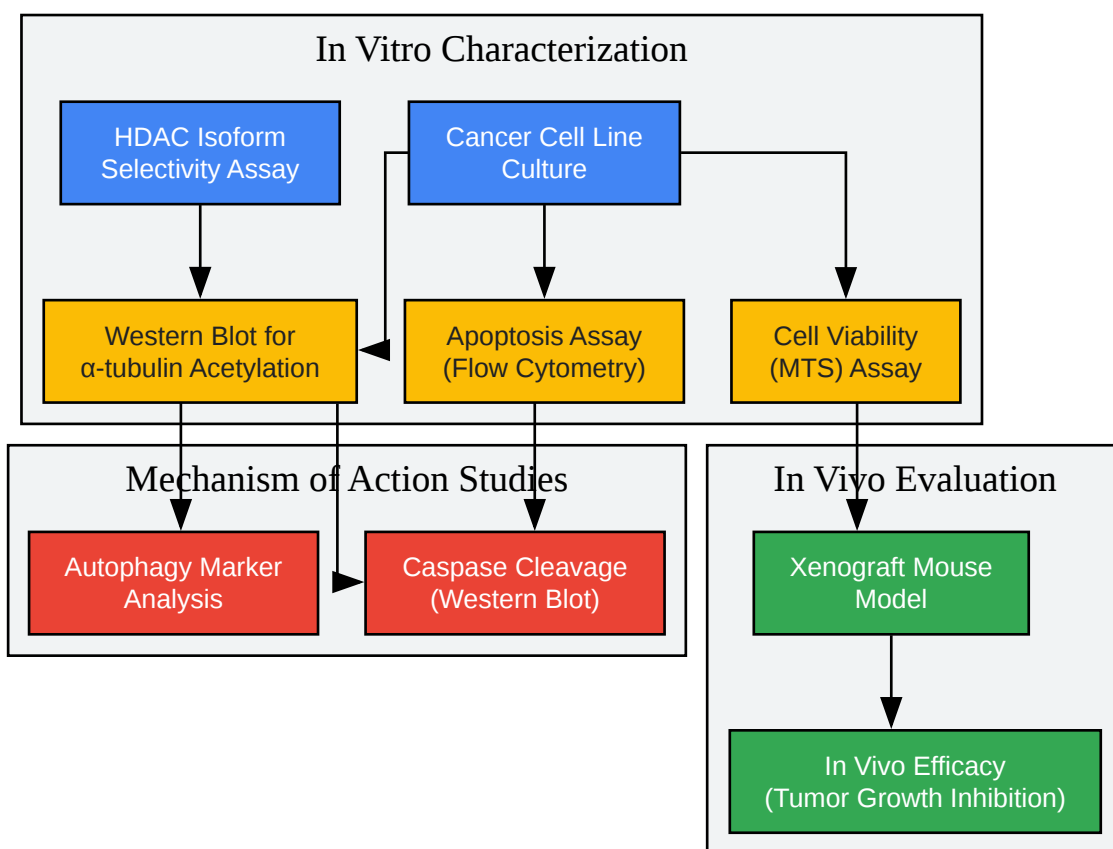 In Vitro Characterization
HDAC Isoform
Selectivity Assay
Cancer Cell Line
Culture
Western Blot for
α-tubulin Acetylation
Apoptosis Assay
(Flow Cytometry)
Cell Viability
(MTS) Assay
Mechanism of Action Studies
In Vivo Evaluation
Autophagy Marker
Analysis
Caspase Cleavage
(Western Blot)
Xenograft Mouse
Model
In Vivo Efficacy
(Tumor Growth Inhibition)